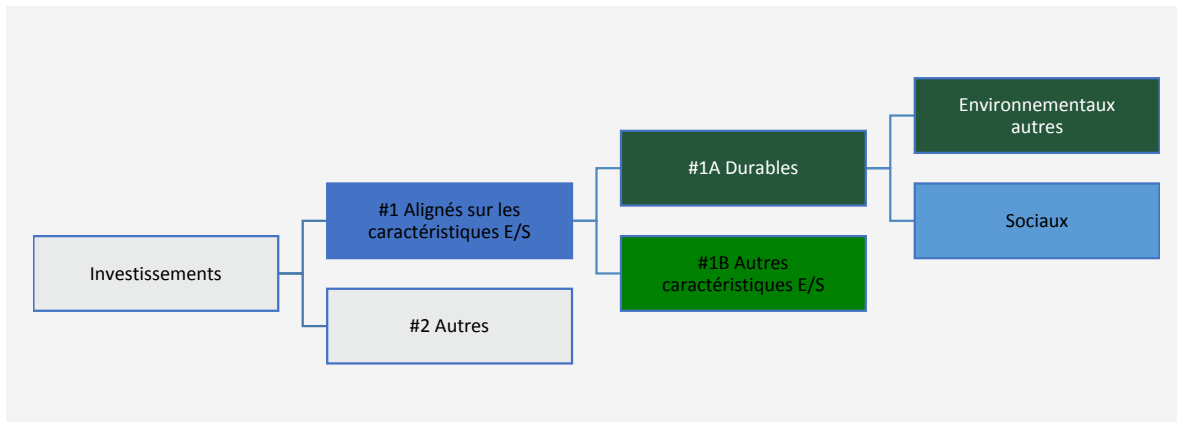 Investissements
#1 Alignés sur les
caractéristiques E/S
#2 Autres
#1A Durables
#1B Autres
caractéristiques E/S
Environnementaux
autres
Sociaux